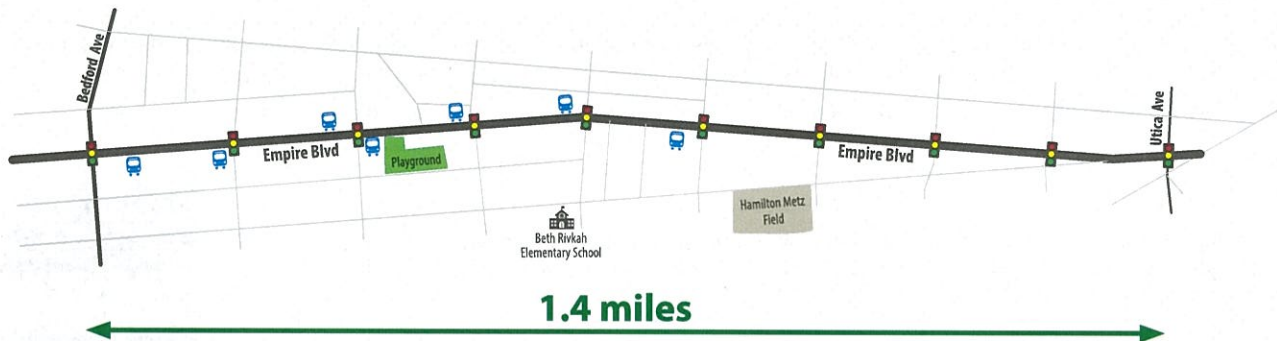 Bedford Ave
Empire Blvd
Playground
Beth Rivkah
Elementary School
Hamilton Metz
Field
Empire Blvd
Utica Ave
1.4 miles